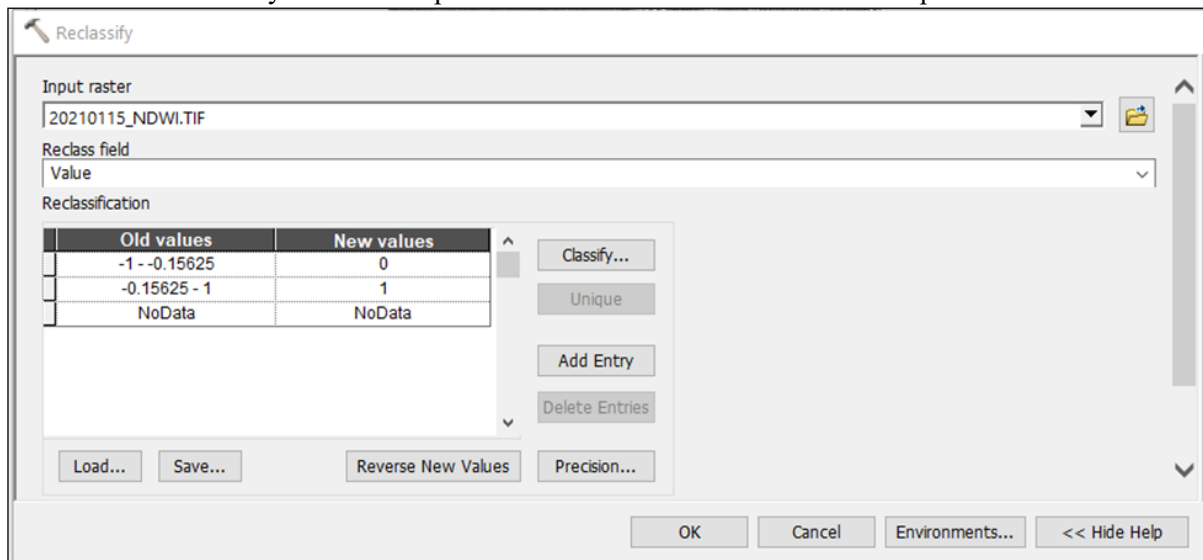 Reclassify
Input raster
20210115_NDWI.TIF
Reclass field
Value
Reclassification
Old values New values
-1 - -0.15625 0
-0.15625 - 1 1
NoData NoData
Classify...
Unique
Add Entry
Delete Entries
Load... Save... Reverse New Values Precision...
OK Cancel Environments... << Hide Help